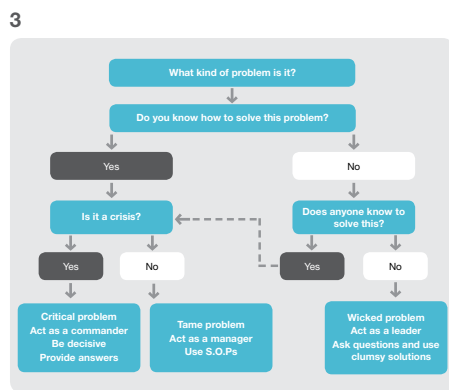 3
What kind of problem is it?
Do you know how to solve this problem?
Yes
No
Is it a crisis?
Does anyone know to
solve this?
Yes
No
Yes
No
Critical problem
Act as a commander
Be decisive
Provide answers
Tame problem
Act as a manager
Use S.O.Ps
Wicked problem
Act as a leader
Ask questions and use
clumsy solutions